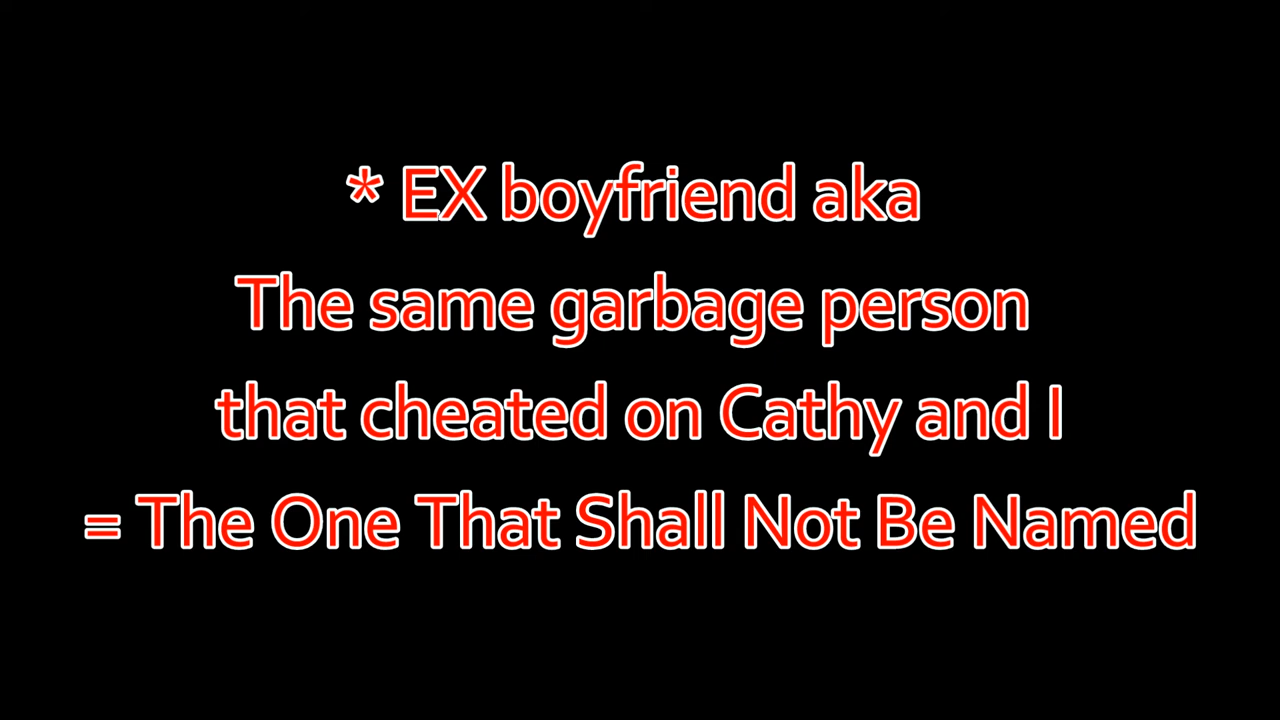 * EX boyfriend aka
The same garbage person
that cheated on Cathy and I
= The One That Shall Not Be Named